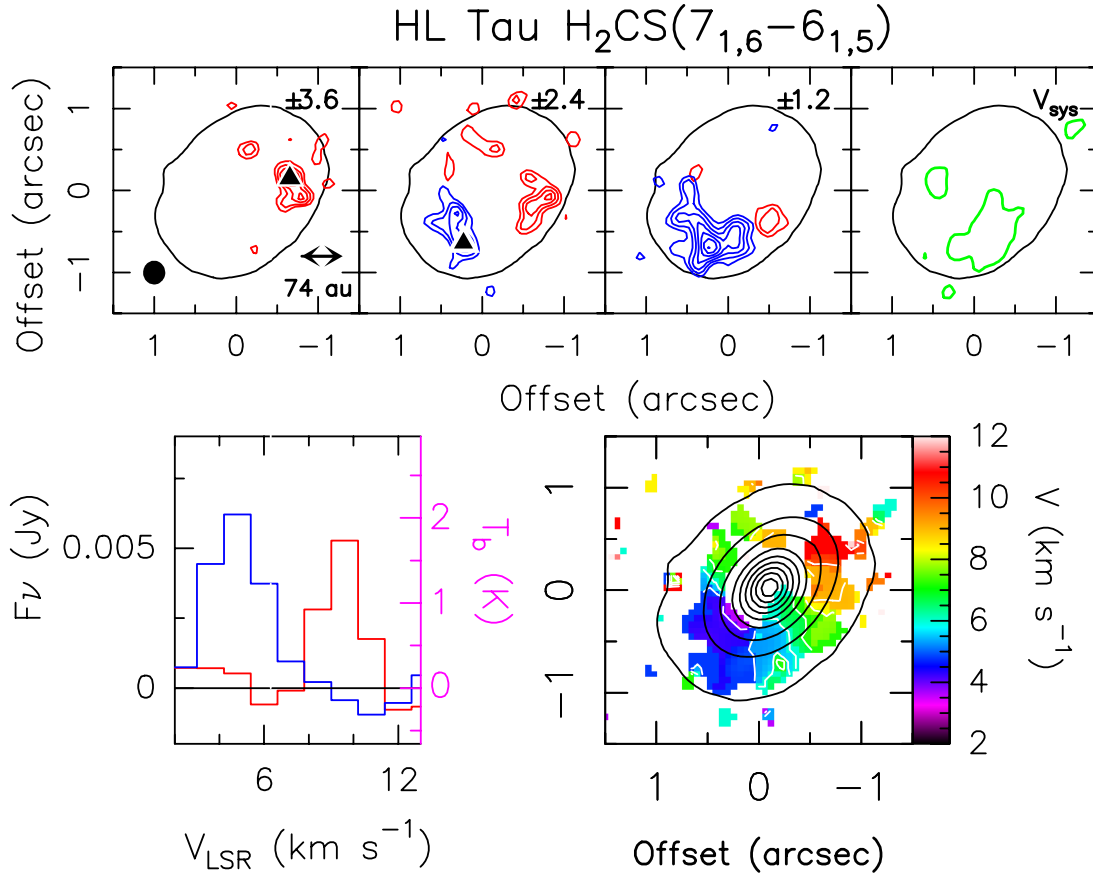 HL Tau H₂CS(7₁,₆−6₁,₅)
±3.6 ±2.4 ±1.2 V_sys
Offset (arcsec)
1
0
−1
74 au
1 0 −1 1 0 −1 1 0 −1 1 0 −1
Offset (arcsec)
Fν (Jy)
0.005
0
2
1
0
T_b (K)
6 12
V_LSR (km s⁻¹)
1
0
−1
1 0 −1
Offset (arcsec)
12
10
8
6
4
2
V (km s⁻¹)